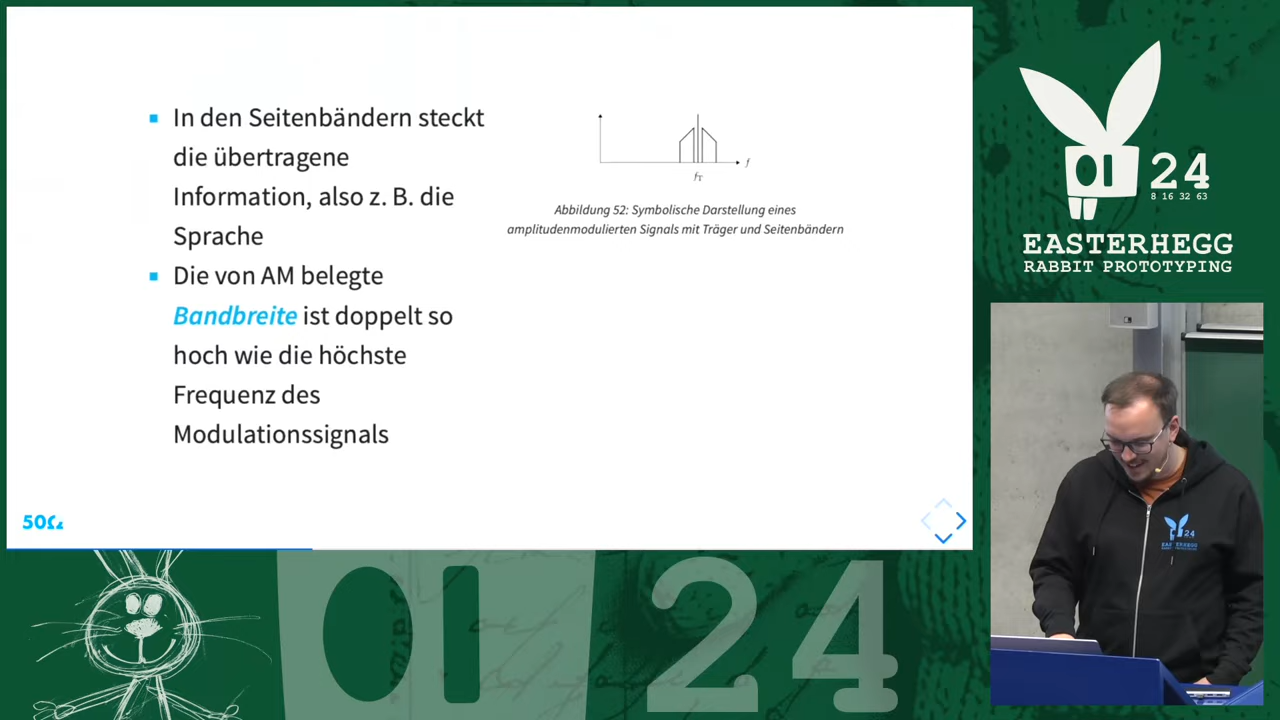 In den Seitenbändern steckt
die übertragene
Information, also z. B. die
Sprache
Die von AM belegte
Bandbreite ist doppelt so
hoch wie die höchste
Frequenz des
Modulationssignals
f
fT
Abbildung 52: Symbolische Darstellung eines
amplitudenmodulierten Signals mit Träger und Seitenbändern
50Ω
24
8 16 32 63
EASTERHEGG
RABBIT PROTOTYPING
24
24